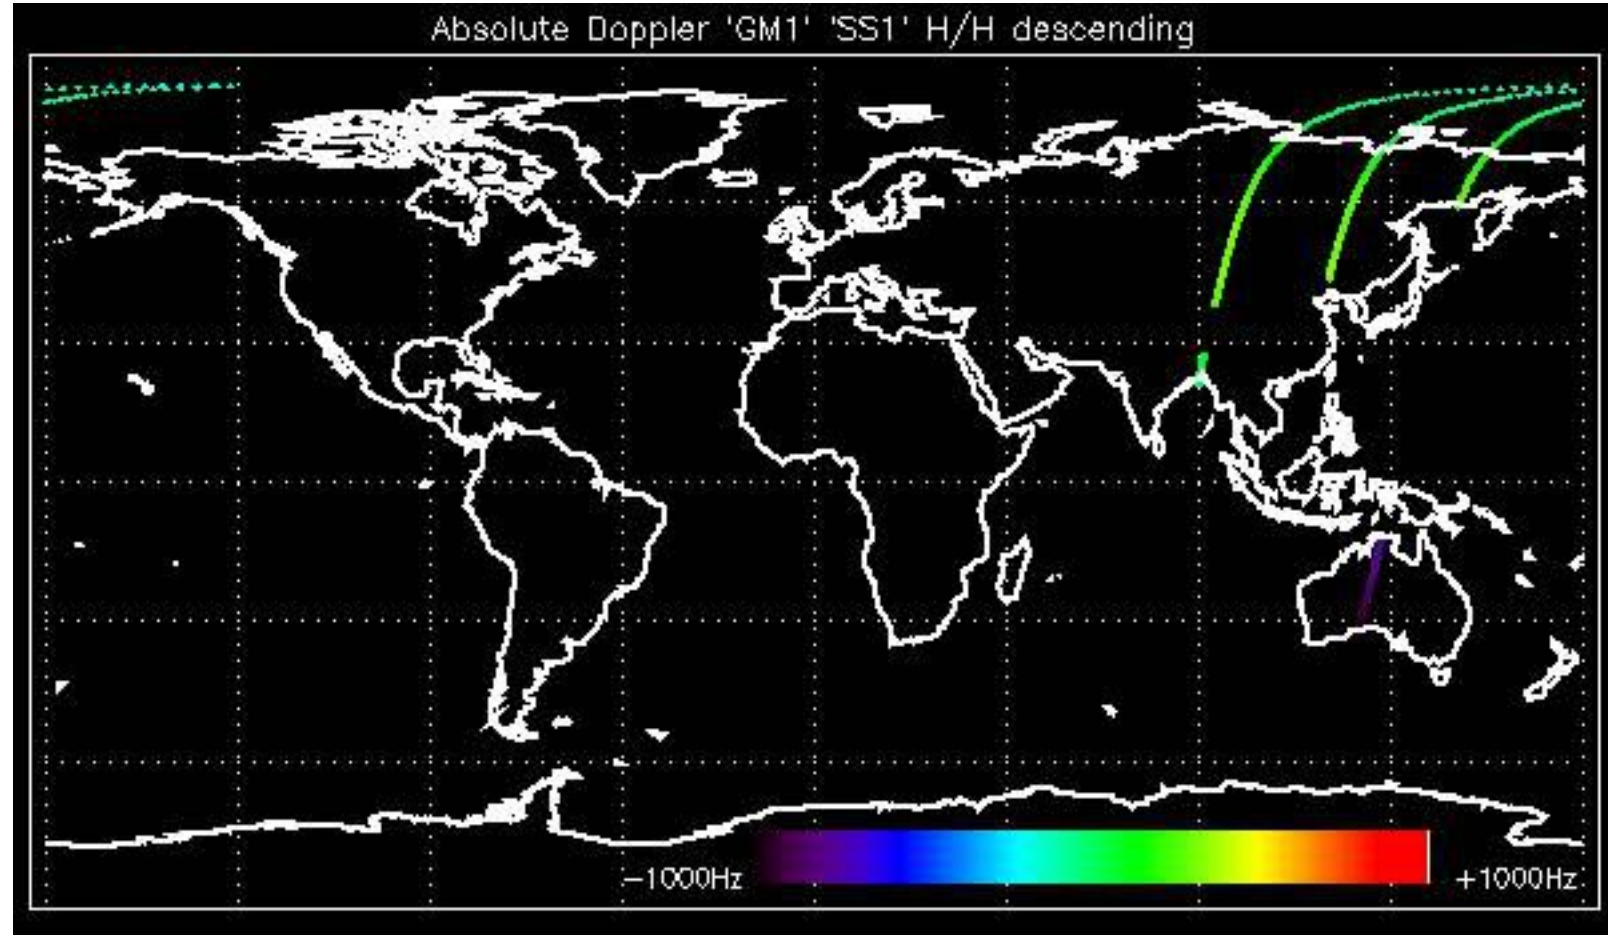 Absolute Doppler 'GM1' 'SS1' H/H descending
−1000Hz
+1000Hz